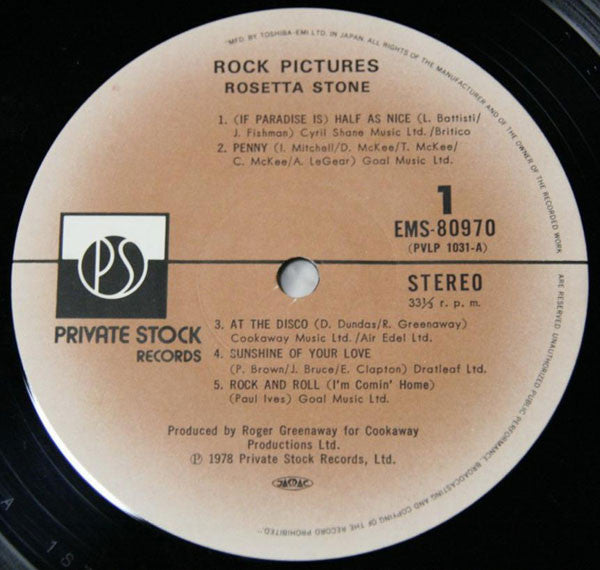 "MFD. BY TOSHIBA-EMI LTD. IN JAPAN. ALL RIGHTS OF THE MANUFACTURER AND OF THE OWNER OF THE RECORDED WORK ARE RESERVED. UNAUTHORIZED PUBLIC PERFORMANCE, BROADCASTING AND COPYING OF THE RECORD PROHIBITED."
ROCK PICTURES
ROSETTA STONE
1. (IF PARADISE IS) HALF AS NICE (L. Battisti/
J. Fishman) Cyril Shane Music Ltd. /Britico
2. PENNY (I. Mitchell/D. McKee/T. McKee/
C. McKee/A. LeGear) Goal Music Ltd.
1
EMS-80970
(PVLP 1031-A)
PS
PRIVATE STOCK
RECORDS
STEREO
33⅓ r. p. m.
3. AT THE DISCO (D. Dundas/R. Greenaway)
Cookaway Music Ltd. /Air Edel Ltd.
4. SUNSHINE OF YOUR LOVE
(P. Brown/J. Bruce/E. Clapton) Dratleaf Ltd.
5. ROCK AND ROLL (I'm Comin' Home)
(Paul Ives) Goal Music Ltd.
Produced by Roger Greenaway for Cookaway
Productions Ltd.
℗ 1978 Private Stock Records, Ltd.
JASRAC